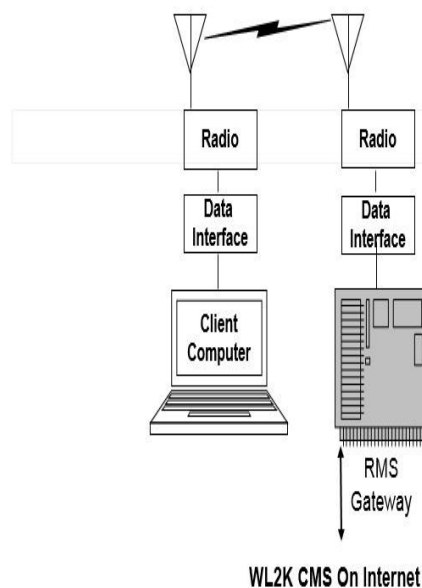 Radio
Radio
Data
Interface
Data
Interface
Client
Computer
RMS
Gateway
WL2K CMS On Internet